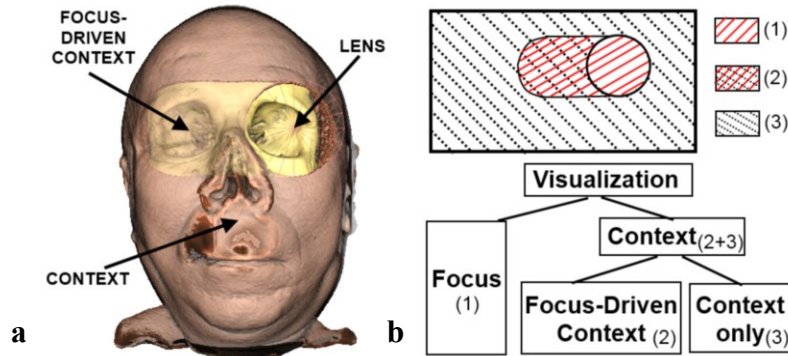 FOCUS-
DRIVEN
CONTEXT
LENS
CONTEXT
a
(1)
(2)
(3)
Visualization
Focus
(1)
Context(2+3)
Focus-Driven
Context (2)
Context
only(3)
b